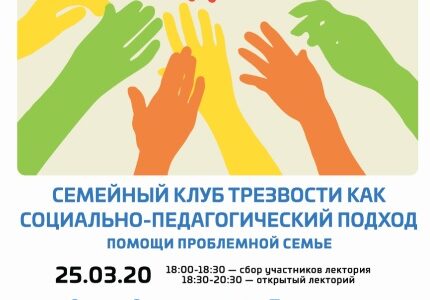 СЕМЕЙНЫЙ КЛУБ ТРЕЗВОСТИ КАК
СОЦИАЛЬНО-ПЕДАГОГИЧЕСКИЙ ПОДХОД
ПОМОЩИ ПРОБЛЕМНОЙ СЕМЬЕ
25.03.20
18:00-18:30 — сбор участников лектория
18:30-20:30 — открытый лекторий